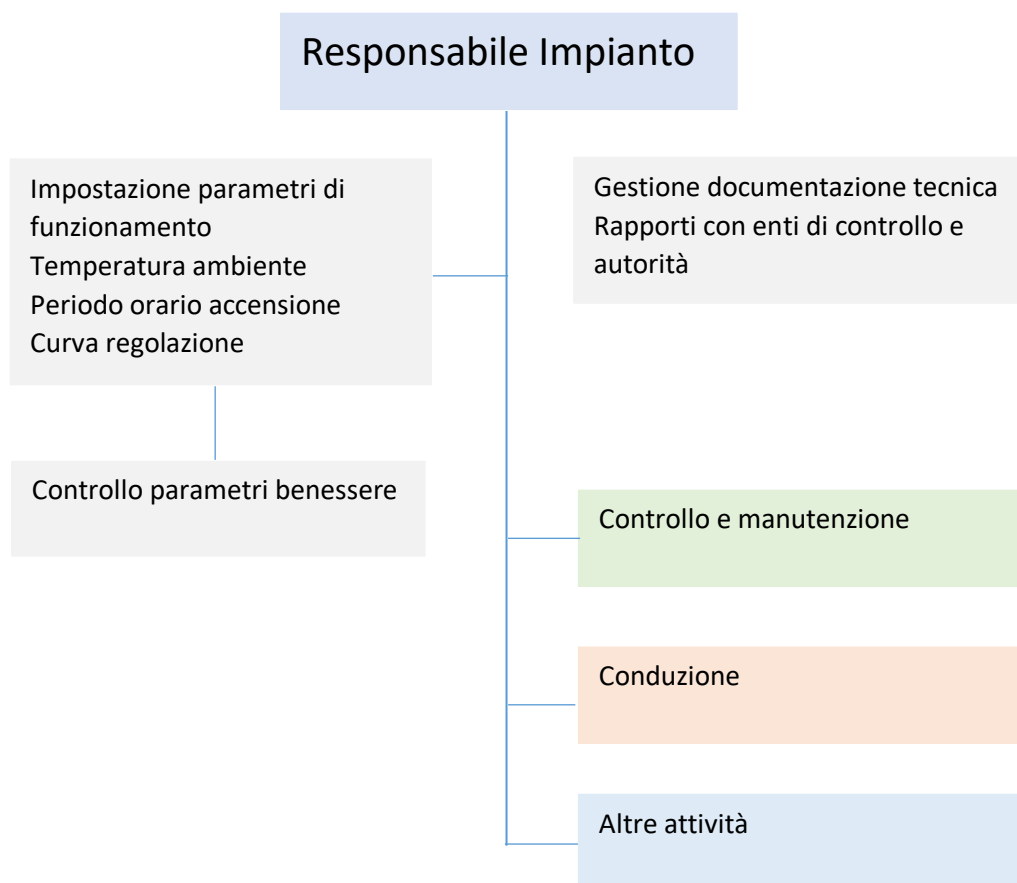 Responsabile Impianto
Impostazione parametri di
funzionamento
Temperatura ambiente
Periodo orario accensione
Curva regolazione
Gestione documentazione tecnica
Rapporti con enti di controllo e
autorità
Controllo parametri benessere
Controllo e manutenzione
Conduzione
Altre attività